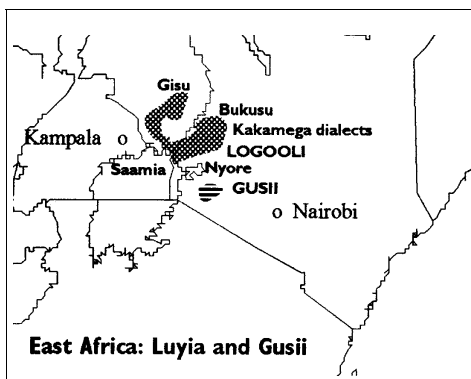 Gisu
Bukusu
Kampala o
Kakamega dialects
LOGOOLI
Saamia
Nyore
GUSII
o Nairobi
East Africa: Luyia and Gusii